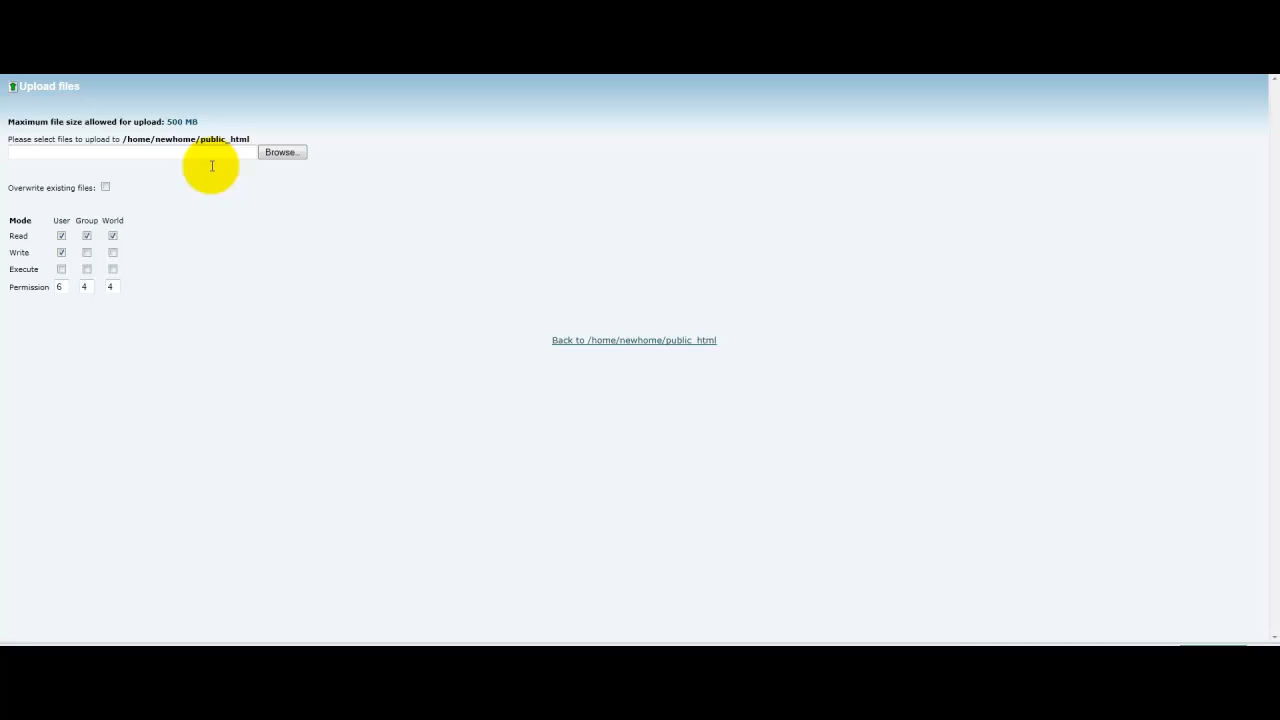 Upload files
Maximum file size allowed for upload: 500 MB
Please select files to upload to /home/newhome/public_html
Browse..
Overwrite existing files:
Mode User Group World
Read
Write
Execute
Permission 6 4 4
Back to /home/newhome/public_html